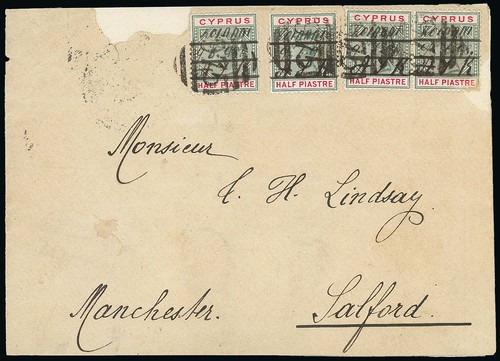 CYPRUS CYPRUS CYPRUS CYPRUS
HALF PIASTRE HALF PIASTRE HALF PIASTRE HALF PIASTRE
Monsieur
T. H. Lindsay.
Manchester. Salford.